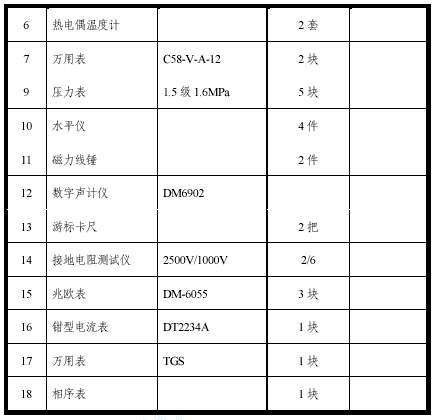 6 热电偶温度计 2 套
7 万用表 C58-V-A-12 2 块
9 压力表 1.5 级 1.6MPa 5 块
10 水平仪 4 件
11 磁力线锤 2 件
12 数字声计仪 DM6902
13 游标卡尺 2 把
14 接地电阻测试仪 2500V/1000V 2/6
15 兆欧表 DM-6055 3 块
16 钳型电流表 DT2234A 1 块
17 万用表 TGS 1 块
18 相序表 1 块